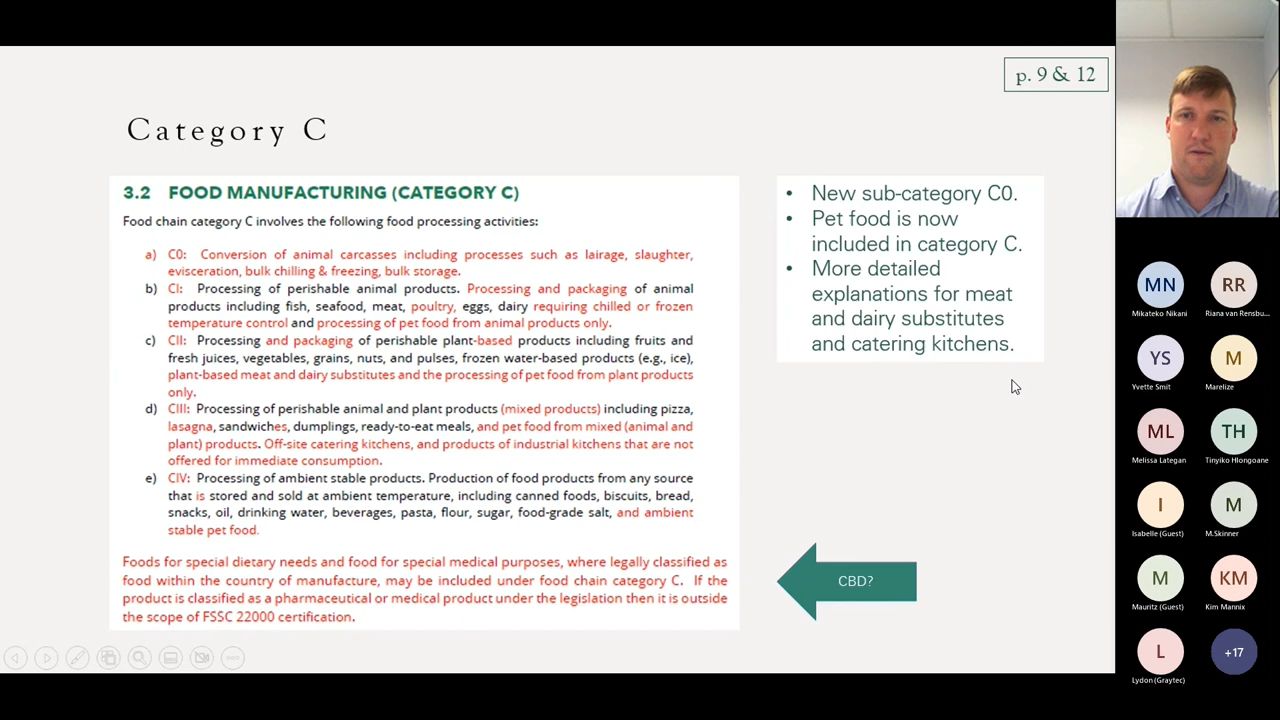 p. 9 & 12
Category C
3.2 FOOD MANUFACTURING (CATEGORY C)
Food chain category C involves the following food processing activities:
a) C0: Conversion of animal carcasses including processes such as lairage, slaughter,
evisceration, bulk chilling & freezing, bulk storage.
b) CI: Processing of perishable animal products. Processing and packaging of animal
products including fish, seafood, meat, poultry, eggs, dairy requiring chilled or frozen
temperature control and processing of pet food from animal products only.
c) CII: Processing and packaging of perishable plant-based products including fruits and
fresh juices, vegetables, grains, nuts, and pulses, frozen water-based products (e.g., ice),
plant-based meat and dairy substitutes and the processing of pet food from plant products
only.
d) CIII: Processing of perishable animal and plant products (mixed products) including pizza,
lasagna, sandwiches, dumplings, ready-to-eat meals, and pet food from mixed (animal and
plant) products. Off-site catering kitchens, and products of industrial kitchens that are not
offered for immediate consumption.
e) CIV: Processing of ambient stable products. Production of food products from any source
that is stored and sold at ambient temperature, including canned foods, biscuits, bread,
snacks, oil, drinking water, beverages, pasta, flour, sugar, food-grade salt, and ambient
stable pet food.
Foods for special dietary needs and food for special medical purposes, where legally classified as
food within the country of manufacture, may be included under food chain category C. If the
product is classified as a pharmaceutical or medical product under the legislation then it is outside
the scope of FSSC 22000 certification.
• New sub-category C0.
• Pet food is now
included in category C.
• More detailed
explanations for meat
and dairy substitutes
and catering kitchens.
CBD?
MN
Mikateko Nikani
RR
Riana van Rensbu...
YS
Yvette Smit
M
Marelize
ML
Melissa Lategan
TH
Tinyiko Hlongoane
I
Isabelle (Guest)
M
M.Skinner
M
Mauritz (Guest)
KM
Kim Mannix
L
Lydon (Graytec)
+17